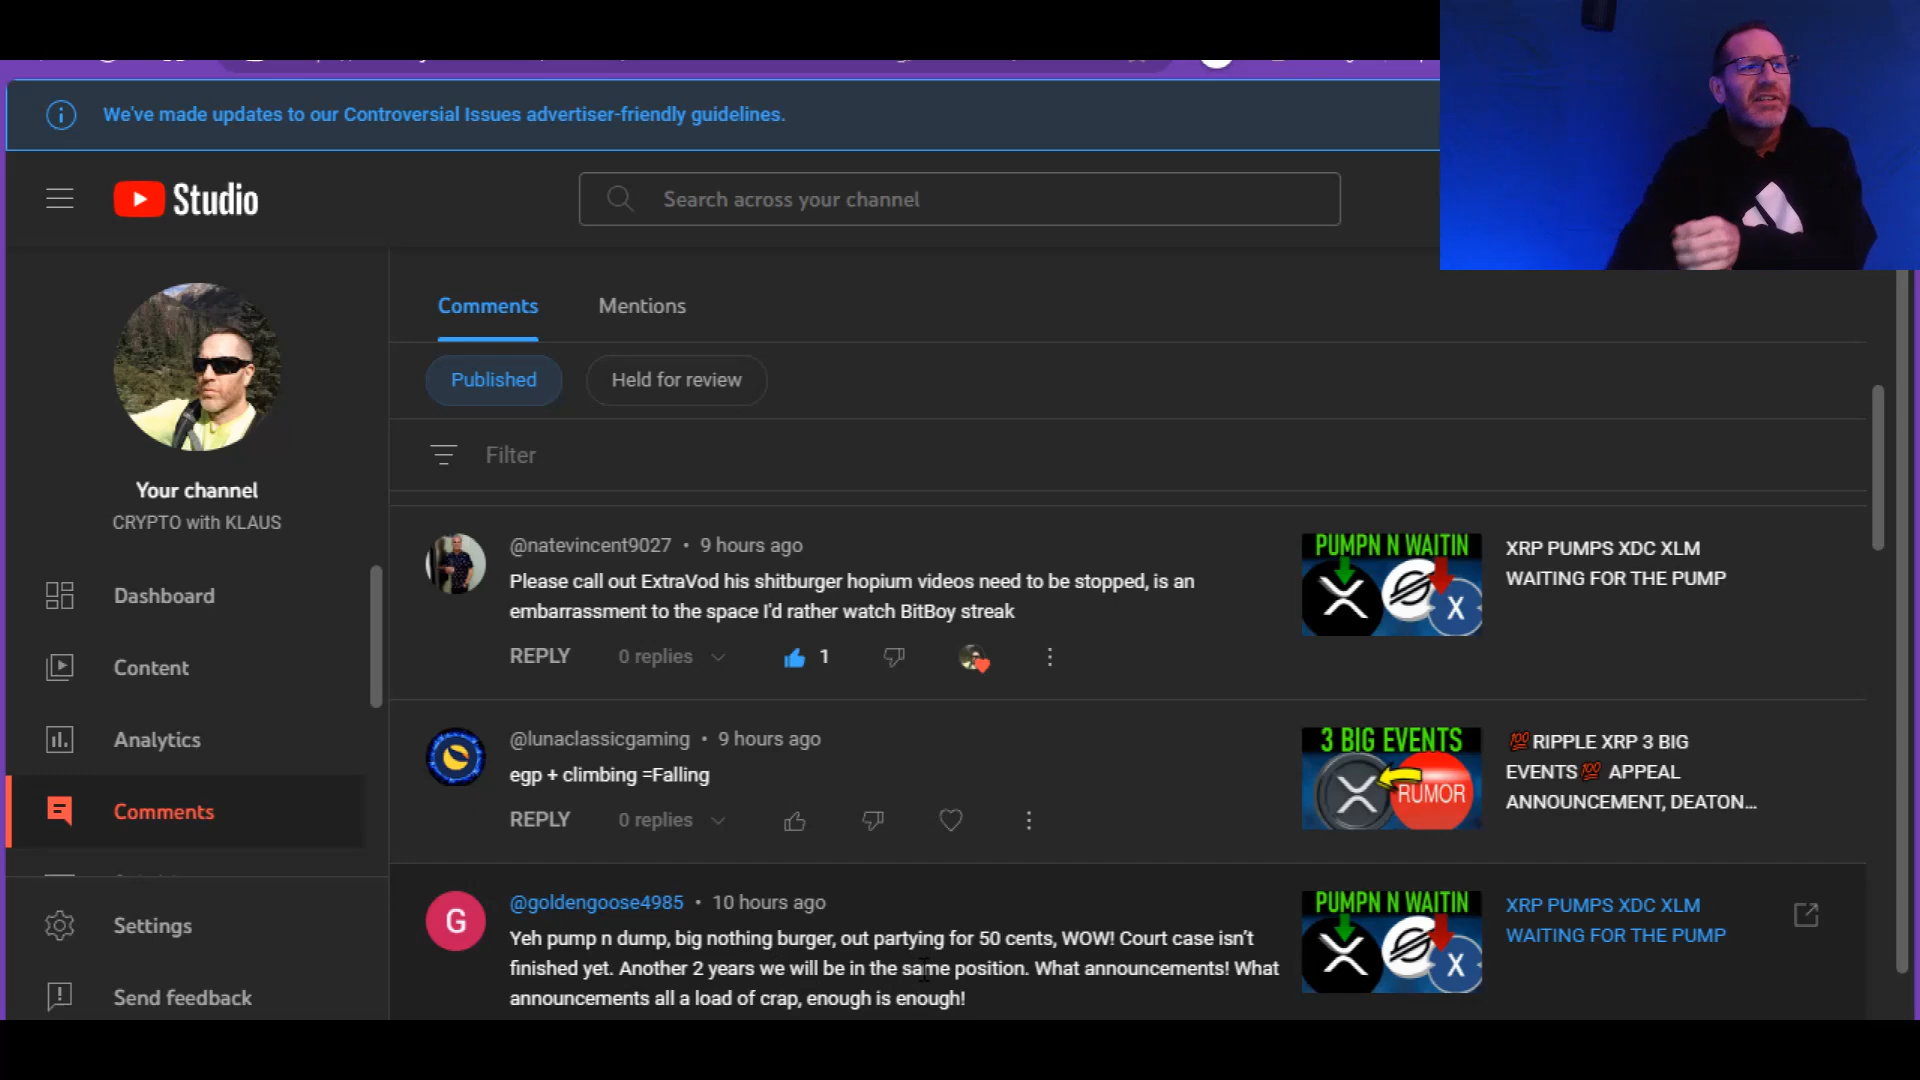 We've made updates to our Controversial Issues advertiser-friendly guidelines.
Studio
Search across your channel
Comments
Mentions
Published
Held for review
Filter
Your channel
CRYPTO with KLAUS
Dashboard
Content
Analytics
Comments
Settings
Send feedback
@natevincent9027 • 9 hours ago
Please call out ExtraVod his shitburger hopium videos need to be stopped, is an
embarrassment to the space I'd rather watch BitBoy streak
REPLY 0 replies 1
PUMPN N WAITIN
X
XRP PUMPS XDC XLM
WAITING FOR THE PUMP
@lunaclassicgaming • 9 hours ago
egp + climbing =Falling
REPLY 0 replies
3 BIG EVENTS
RUMOR
💯RIPPLE XRP 3 BIG
EVENTS💯 APPEAL
ANNOUNCEMENT, DEATON...
G
@goldengoose4985 • 10 hours ago
Yeh pump n dump, big nothing burger, out partying for 50 cents, WOW! Court case isn't
finished yet. Another 2 years we will be in the same position. What announcements! What
announcements all a load of crap, enough is enough!
PUMPN N WAITIN
X
XRP PUMPS XDC XLM
WAITING FOR THE PUMP